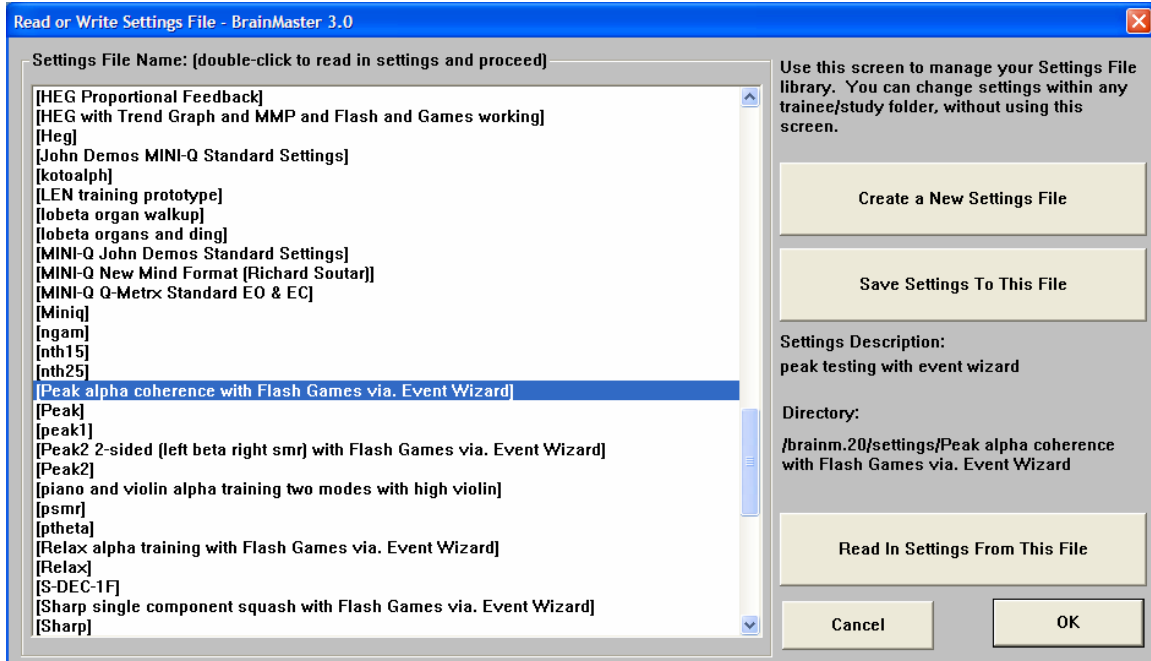 Read or Write Settings File - BrainMaster 3.0
Settings File Name: (double-click to read in settings and proceed)
[HEG Proportional Feedback]
[HEG with Trend Graph and MMP and Flash and Games working]
[Heg]
[John Demos MINI-Q Standard Settings]
[kotoalph]
[LEN training prototype]
[lobeta organ walkup]
[lobeta organs and ding]
[MINI-Q John Demos Standard Settings]
[MINI-Q New Mind Format (Richard Soutar)]
[MINI-Q Q-Metrx Standard EO & EC]
[Miniq]
[ngam]
[nth15]
[nth25]
[Peak alpha coherence with Flash Games via. Event Wizard]
[Peak]
[peak1]
[Peak2 2-sided (left beta right smr) with Flash Games via. Event Wizard]
[Peak2]
[piano and violin alpha training two modes with high violin]
[psmr]
[ptheta]
[Relax alpha training with Flash Games via. Event Wizard]
[Relax]
[S-DEC-1F]
[Sharp single component squash with Flash Games via. Event Wizard]
[Sharp]
Use this screen to manage your Settings File
library. You can change settings within any
trainee/study folder, without using this
screen.
Create a New Settings File
Save Settings To This File
Settings Description:
peak testing with event wizard
Directory:
/brainm.20/settings/Peak alpha coherence
with Flash Games via. Event Wizard
Read In Settings From This File
Cancel
OK